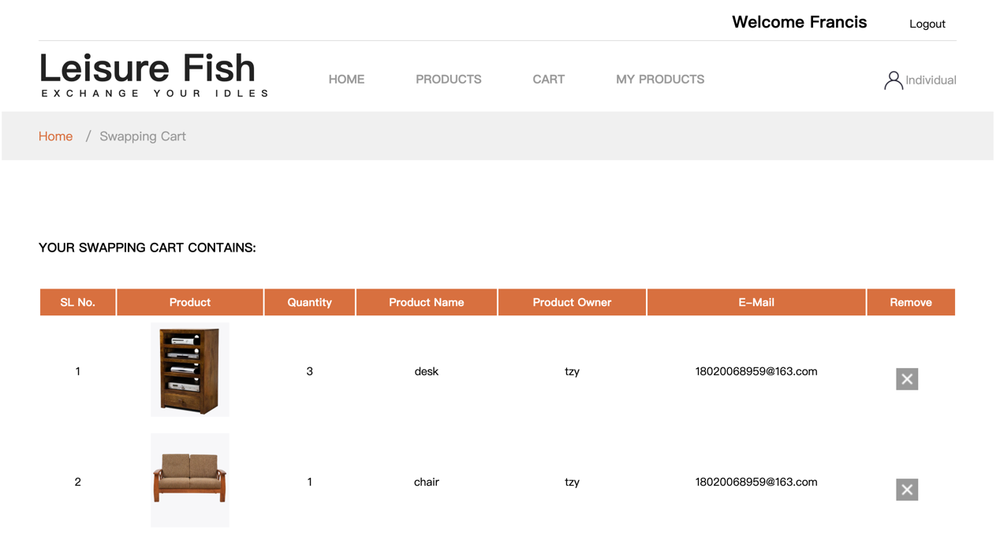 Welcome Francis Logout
Leisure Fish
EXCHANGE YOUR IDLES
HOME PRODUCTS CART MY PRODUCTS Individual
Home / Swapping Cart
YOUR SWAPPING CART CONTAINS:
SL No. Product Quantity Product Name Product Owner E-Mail Remove
1 3 desk tzy 18020068959@163.com
2 1 chair tzy 18020068959@163.com